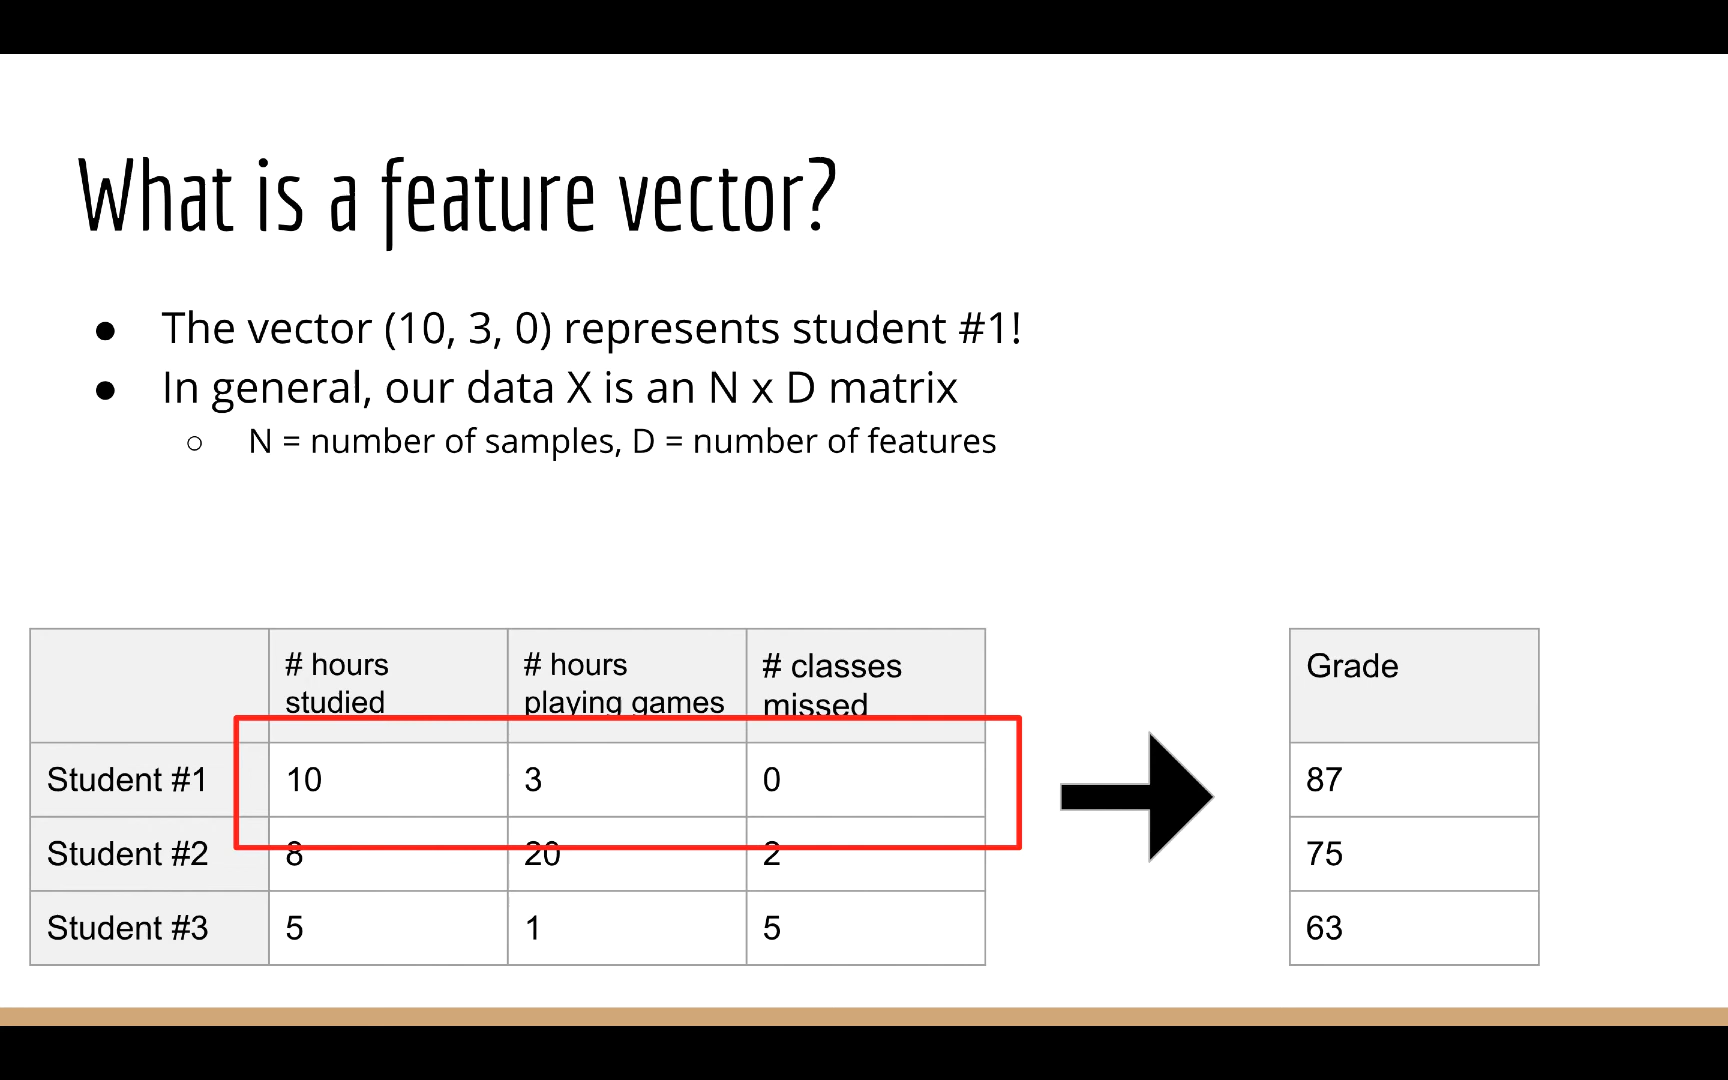 What is a feature vector?
● The vector (10, 3, 0) represents student #1!
● In general, our data X is an N x D matrix
○ N = number of samples, D = number of features
# hours studied # hours playing games # classes missed Grade
Student #1 10 3 0 87
Student #2 8 20 2 75
Student #3 5 1 5 63